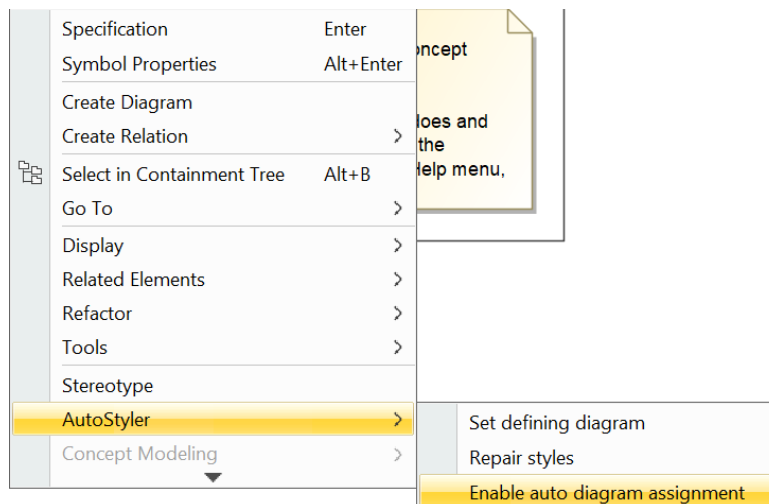 Specification Enter
Symbol Properties Alt+Enter
oncept
Create Diagram
Create Relation
does and
the
Help menu,
Select in Containment Tree Alt+B
Go To
Display
Related Elements
Refactor
Tools
Stereotype
AutoStyler
Set defining diagram
Concept Modeling
Repair styles
Enable auto diagram assignment